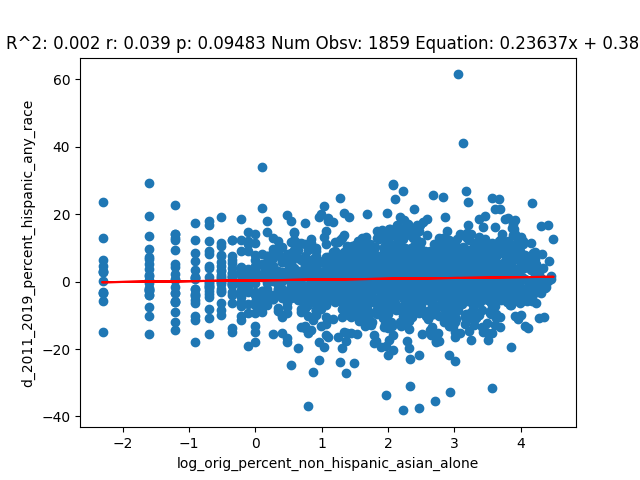 R^2: 0.002 r: 0.039 p: 0.09483 Num Obsv: 1859 Equation: 0.23637x + 0.38
60
40
20
0
−20
−40
d_2011_2019_percent_hispanic_any_race
−2 −1 0 1 2 3 4
log_orig_percent_non_hispanic_asian_alone